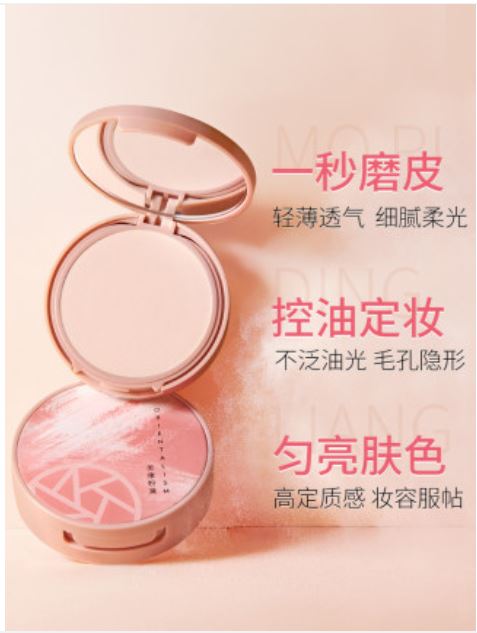 MO PI
一秒磨皮
轻薄透气 细腻柔光
DING
控油定妆
不泛油光 毛孔隐形
LIANG
匀亮肤色
高定质感 妆容服帖
ORIENTALISM